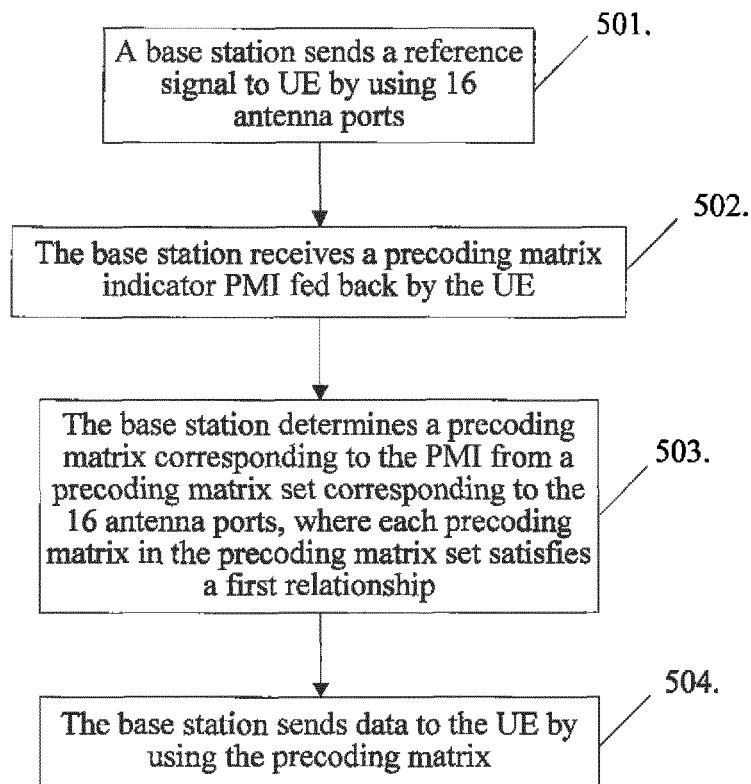 501.
A base station sends a reference
signal to UE by using 16
antenna ports
502.
The base station receives a precoding matrix
indicator PMI fed back by the UE
503.
The base station determines a precoding
matrix corresponding to the PMI from a
precoding matrix set corresponding to the
16 antenna ports, where each precoding
matrix in the precoding matrix set satisfies
a first relationship
504.
The base station sends data to the UE by
using the precoding matrix